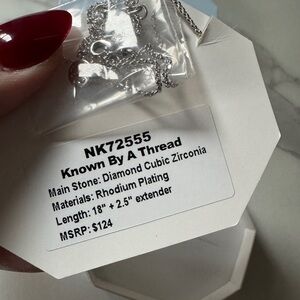 NK72555
Known By A Thread
Main Stone: Diamond Cubic Zirconia
Materials: Rhodium Plating
Length: 18" + 2.5" extender
MSRP: $124